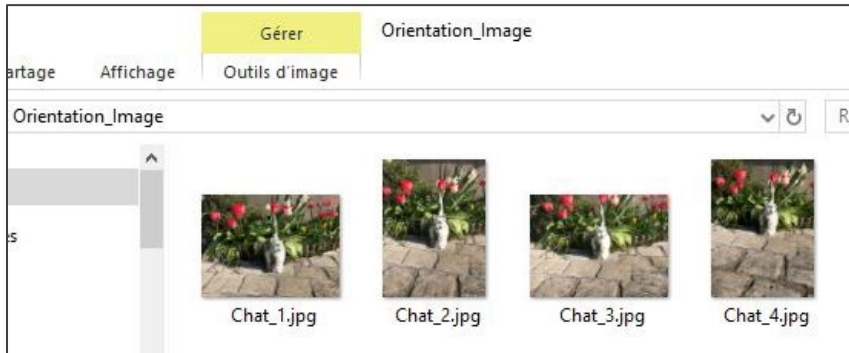 Gérer
Orientation_Image
artage
Affichage
Outils d'image
Orientation_Image
R
es
Chat_1.jpg
Chat_2.jpg
Chat_3.jpg
Chat_4.jpg